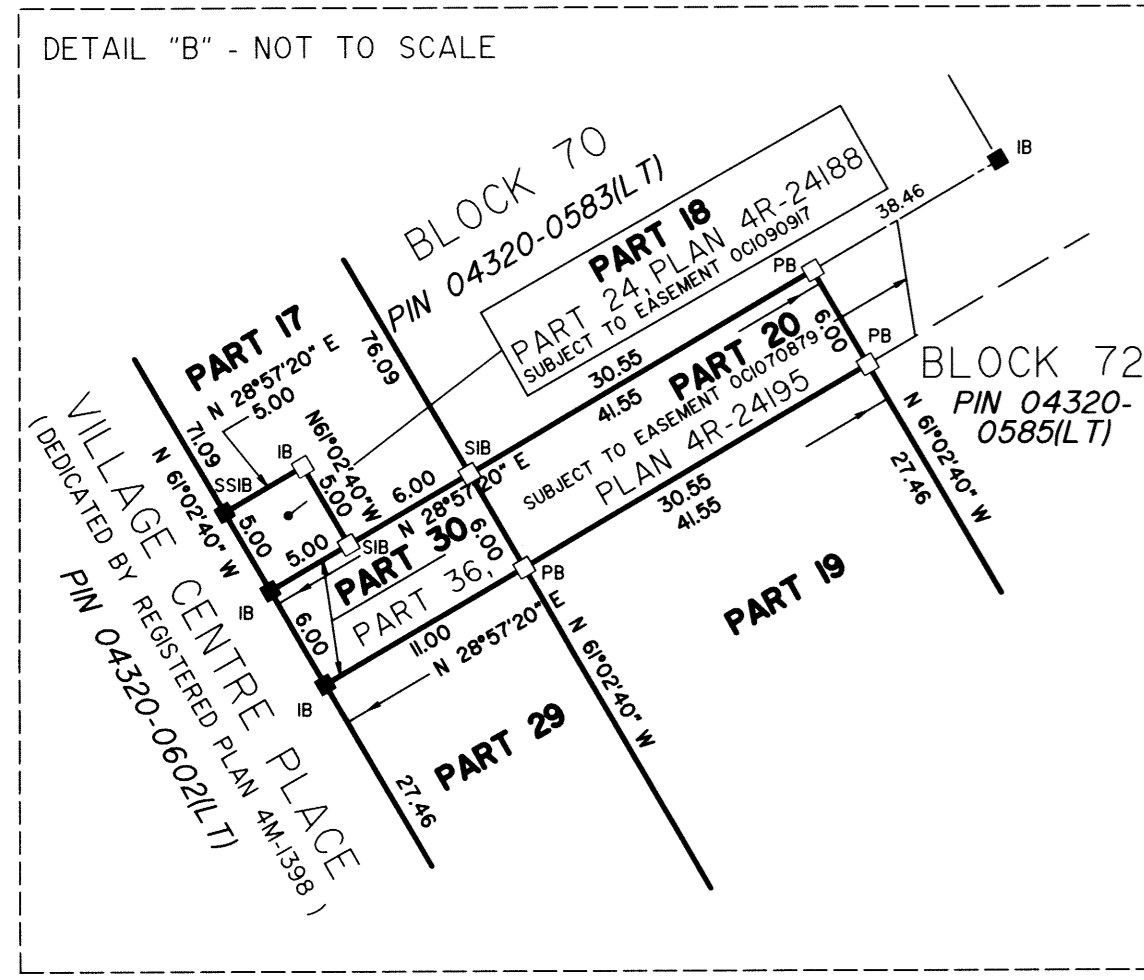 DETAIL "B" - NOT TO SCALE
BLOCK 70
PIN 04320-0583(LT)
PART 18
PART 24, PLAN 4R-24188
SUBJECT TO EASEMENT OC1090917
38.46
IB
PB
PART 17
N 28°57'20" E
5.00
76.09
71.09
N 61°02'40" W
SSIB
IB
N61°02'40"W
5.00
5.00
5.00
SIB
6.00
SIB
N 28°57'20" E
30.55
41.55
PART 20
SUBJECT TO EASEMENT OC1070879
PLAN 4R-24195
6.00
PB
BLOCK 72
PIN 04320-
0585(LT)
N 61°02'40" W
27.46
30.55
41.55
PART 30
PART 36,
6.00
PB
IB
6.00
IB
11.00
N 28°57'20" E
N 61°02'40" W
PART 19
PART 29
27.46
VILLAGE CENTRE PLACE
(DEDICATED BY REGISTERED PLAN 4M-1398 )
PIN 04320-0602(LT)